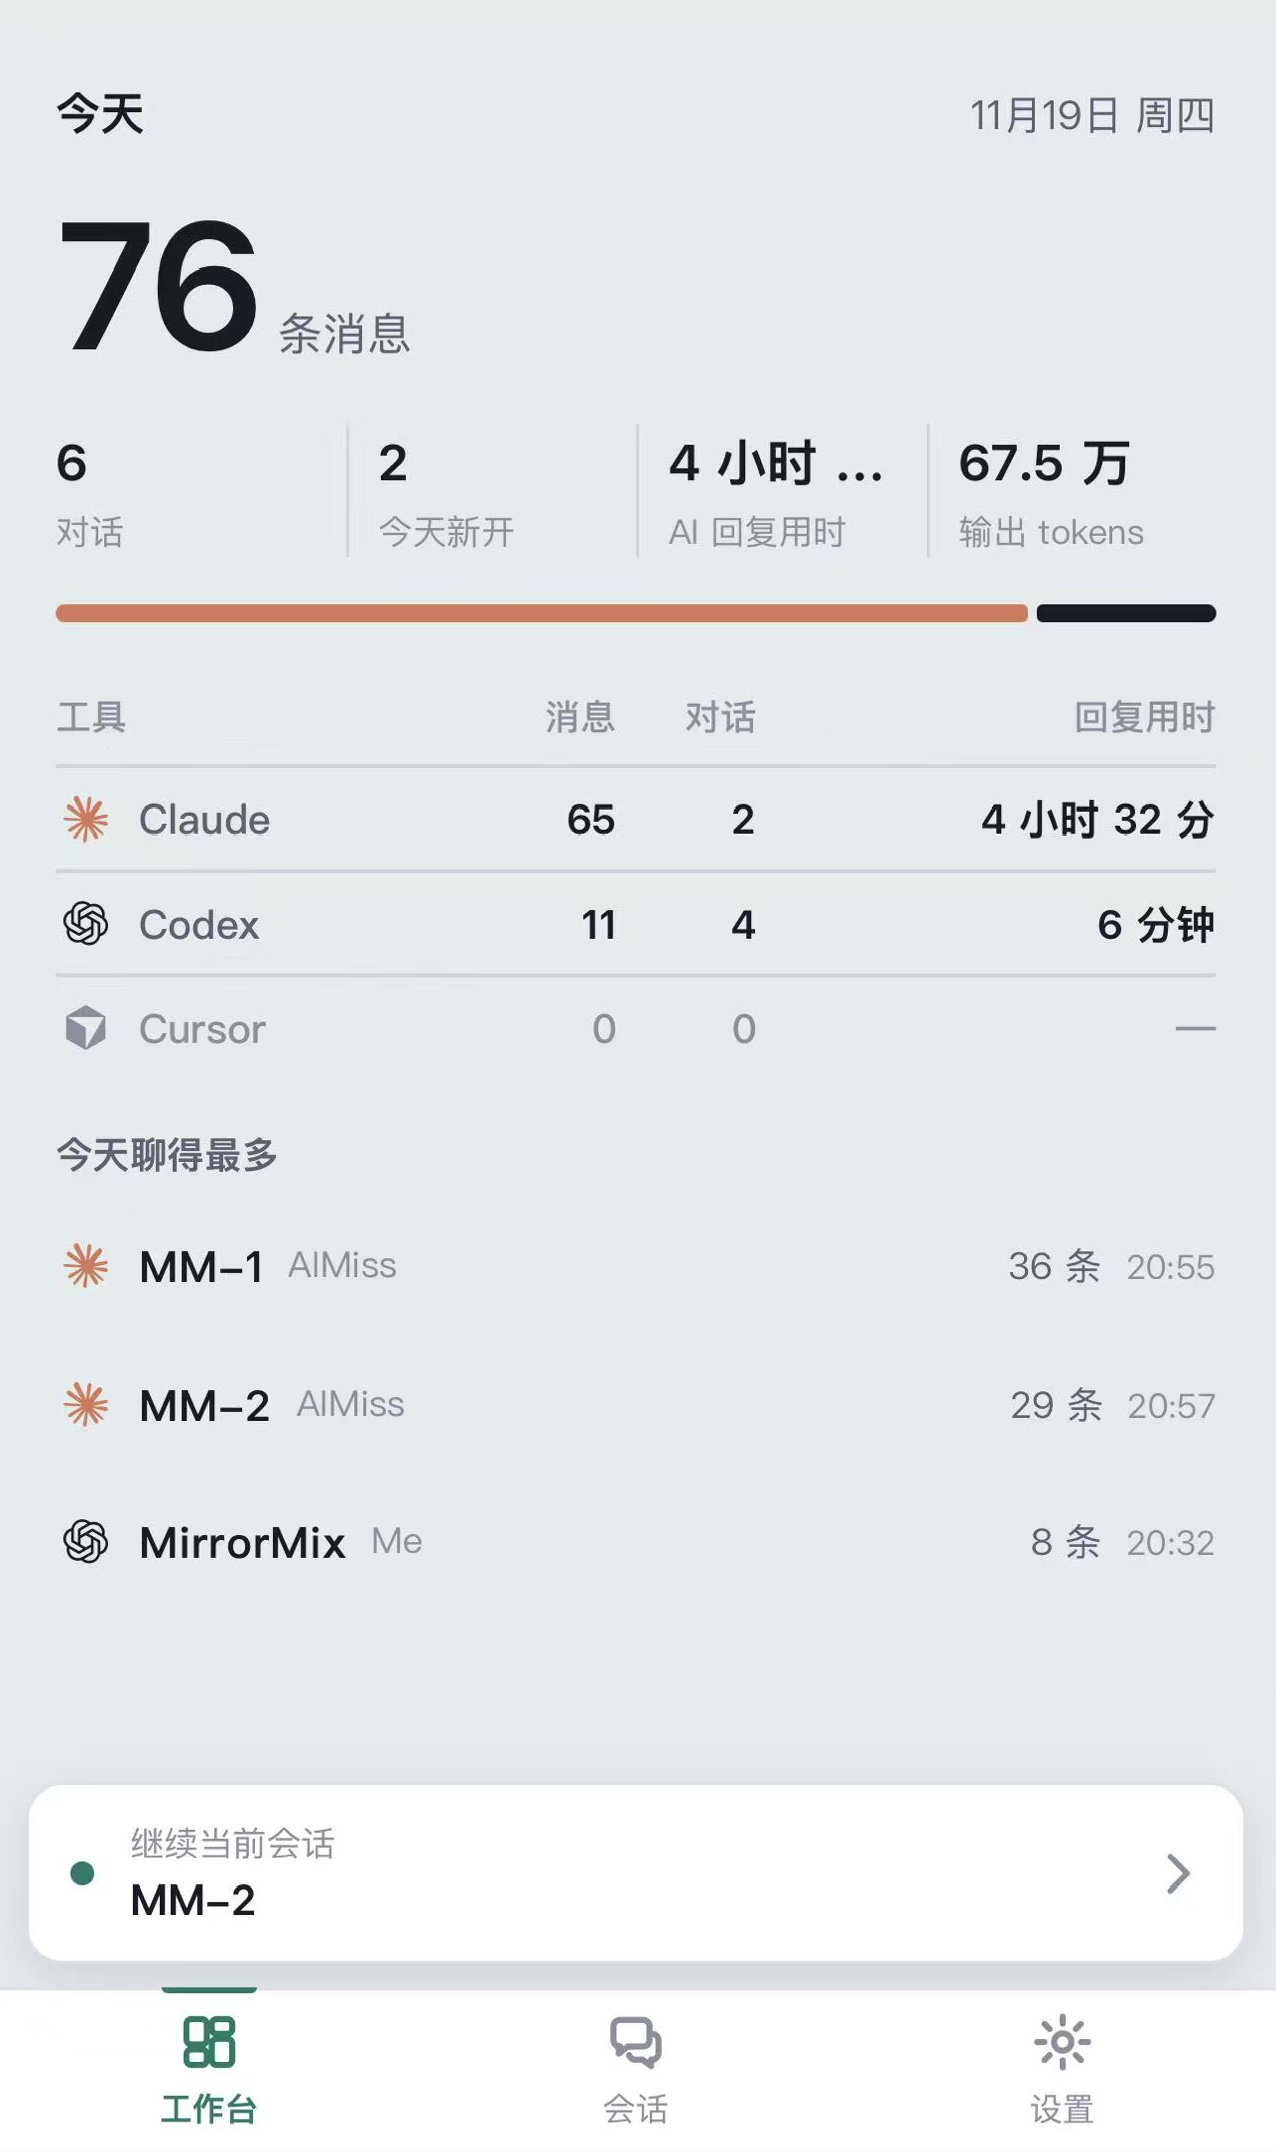 今天 11月19日 周四
76 条消息
6 2 4 小时 ... 67.5 万
对话 今天新开 AI 回复用时 输出 tokens
工具 消息 对话 回复用时
Claude 65 2 4 小时 32 分
Codex 11 4 6 分钟
Cursor 0 0 —
今天聊得最多
MM-1 AIMiss 36 条 20:55
MM-2 AIMiss 29 条 20:57
MirrorMix Me 8 条 20:32
继续当前会话
MM-2
工作台 会话 设置